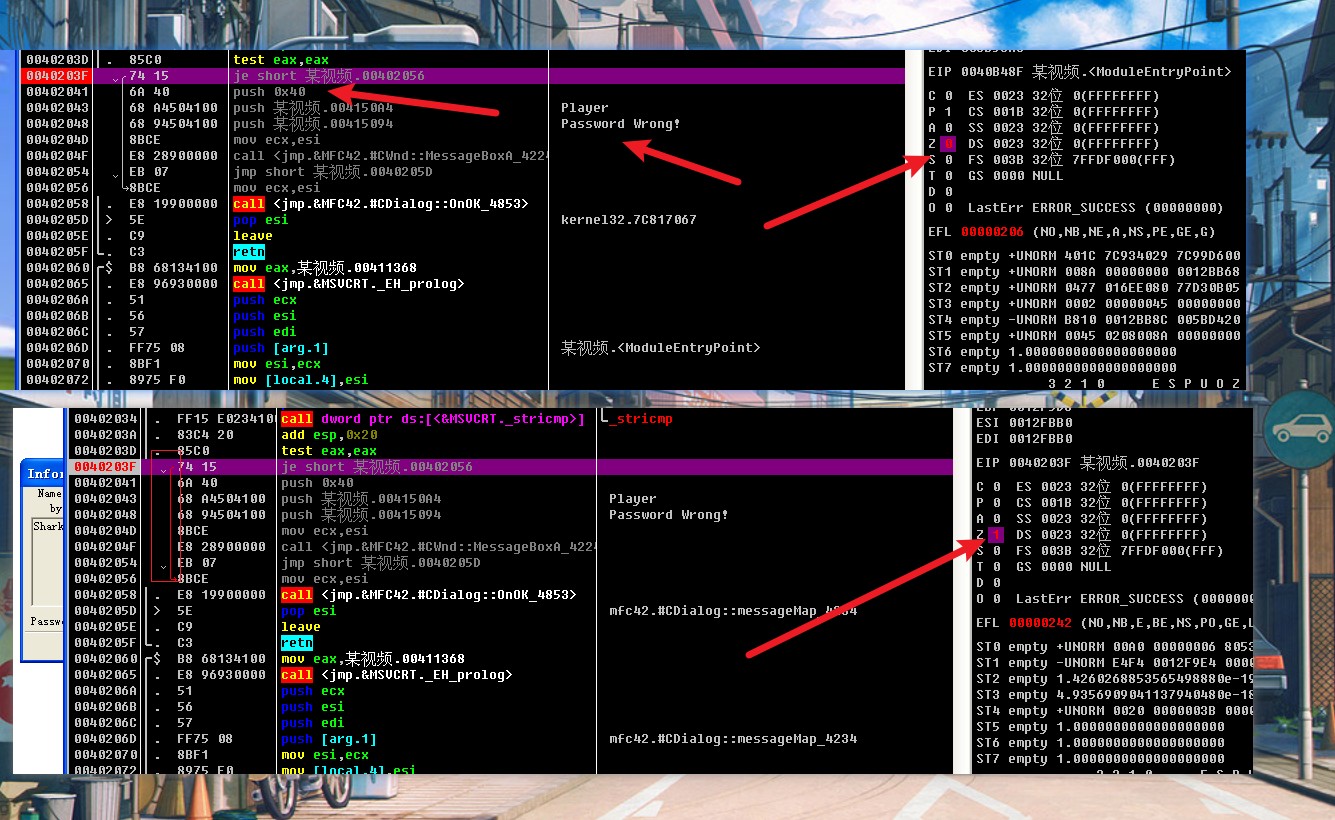 0040203D . 85C0 test eax,eax
0040203F 74 15 je short 某视频.00402056
00402041 6A 40 push 0x40
00402043 68 A4504100 push 某视频.004150A4 Player
00402048 68 94504100 push 某视频.00415094 Password Wrong!
0040204D 8BCE mov ecx,esi
0040204F E8 28900000 call <jmp.&MFC42.#CWnd::MessageBoxA_4224
00402054 EB 07 jmp short 某视频.0040205D
00402056 8BCE mov ecx,esi
00402058 . E8 19900000 call <jmp.&MFC42.#CDialog::OnOK_4853>
0040205D > 5E pop esi kernel32.7C817067
0040205E . C9 leave
0040205F . C3 retn
00402060 $ B8 68134100 mov eax,某视频.00411368
00402065 . E8 96930000 call <jmp.&MSVCRT._EH_prolog>
0040206A . 51 push ecx
0040206B . 56 push esi
0040206C . 57 push edi
0040206D . FF75 08 push [arg.1] 某视频.<ModuleEntryPoint>
00402070 . 8BF1 mov esi,ecx
00402072 . 8975 F0 mov [local.4],esi
EIP 0040B48F 某视频.<ModuleEntryPoint>
C 0 ES 0023 32位 0(FFFFFFFF)
P 1 CS 001B 32位 0(FFFFFFFF)
A 0 SS 0023 32位 0(FFFFFFFF)
Z 0 DS 0023 32位 0(FFFFFFFF)
S 0 FS 003B 32位 7FFDF000(FFF)
T 0 GS 0000 NULL
D 0
O 0 LastErr ERROR_SUCCESS (00000000)
EFL 00000206 (NO,NB,NE,A,NS,PE,GE,G)
ST0 empty +UNORM 401C 7C934029 7C99D600
ST1 empty +UNORM 008A 00000000 0012BB68
ST2 empty +UNORM 0477 016EE080 77D30B05
ST3 empty +UNORM 0002 00000045 00000000
ST4 empty -UNORM B810 0012BB8C 005BD420
ST5 empty +UNORM 0045 0208008A 00000000
ST6 empty 1.0000000000000000000
ST7 empty 1.0000000000000000000
3 2 1 0 E S P U O Z
Infor
Name
by
Shark
Passwo
00402034 . FF15 E0234100 call dword ptr ds:[<&MSVCRT._stricmp>] _stricmp
0040203A . 83C4 20 add esp,0x20
0040203D . 85C0 test eax,eax
0040203F 74 15 je short 某视频.00402056
00402041 6A 40 push 0x40
00402043 68 A4504100 push 某视频.004150A4 Player
00402048 68 94504100 push 某视频.00415094 Password Wrong!
0040204D 8BCE mov ecx,esi
0040204F E8 28900000 call <jmp.&MFC42.#CWnd::MessageBoxA_4224
00402054 EB 07 jmp short 某视频.0040205D
00402056 8BCE mov ecx,esi
00402058 . E8 19900000 call <jmp.&MFC42.#CDialog::OnOK_4853>
0040205D > 5E pop esi mfc42.#CDialog::messageMap_4234
0040205E . C9 leave
0040205F . C3 retn
00402060 $ B8 68134100 mov eax,某视频.00411368
00402065 . E8 96930000 call <jmp.&MSVCRT._EH_prolog>
0040206A . 51 push ecx
0040206B . 56 push esi
0040206C . 57 push edi
0040206D . FF75 08 push [arg.1] mfc42.#CDialog::messageMap_4234
00402070 . 8BF1 mov esi,ecx
00402072 . 8975 F0 mov [local.4],esi
ESI 0012FBB0
EDI 0012FBB0
EIP 0040203F 某视频.0040203F
C 0 ES 0023 32位 0(FFFFFFFF)
P 0 CS 001B 32位 0(FFFFFFFF)
A 0 SS 0023 32位 0(FFFFFFFF)
Z 1 DS 0023 32位 0(FFFFFFFF)
S 0 FS 003B 32位 7FFDF000(FFF)
T 0 GS 0000 NULL
D 0
O 0 LastErr ERROR_SUCCESS (0000000
EFL 00000242 (NO,NB,E,BE,NS,PO,GE,L
ST0 empty +UNORM 00A0 00000006 8053
ST1 empty -UNORM E4F4 0012F9E4 0000
ST2 empty 1.4260268853565498880e-19
ST3 empty 4.9356909041137940480e-18
ST4 empty +UNORM 0020 0000003B 0000
ST5 empty 1.0000000000000000000
ST6 empty 1.0000000000000000000
ST7 empty 1.0000000000000000000